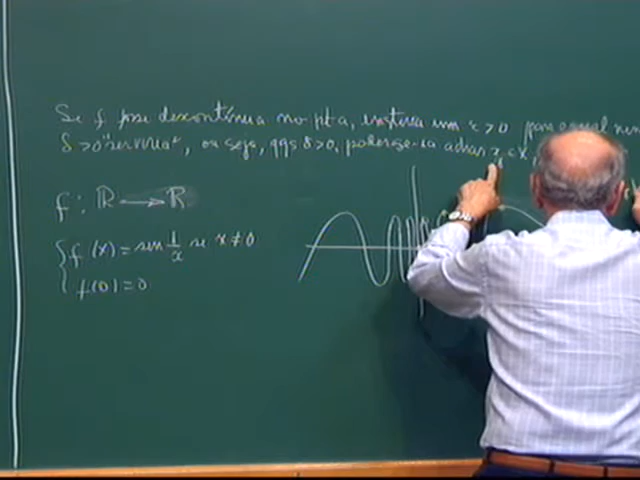 Se f fosse descontínua no pt a, existiria um ε > 0 para o qual nen
δ > 0 "serviria", ou seja, qqs δ > 0, poder-se-ia achar x ∈ X,
f : ℝ ⟶ ℝ
f(x) = sen 1/x se x ≠ 0
f(0) = 0